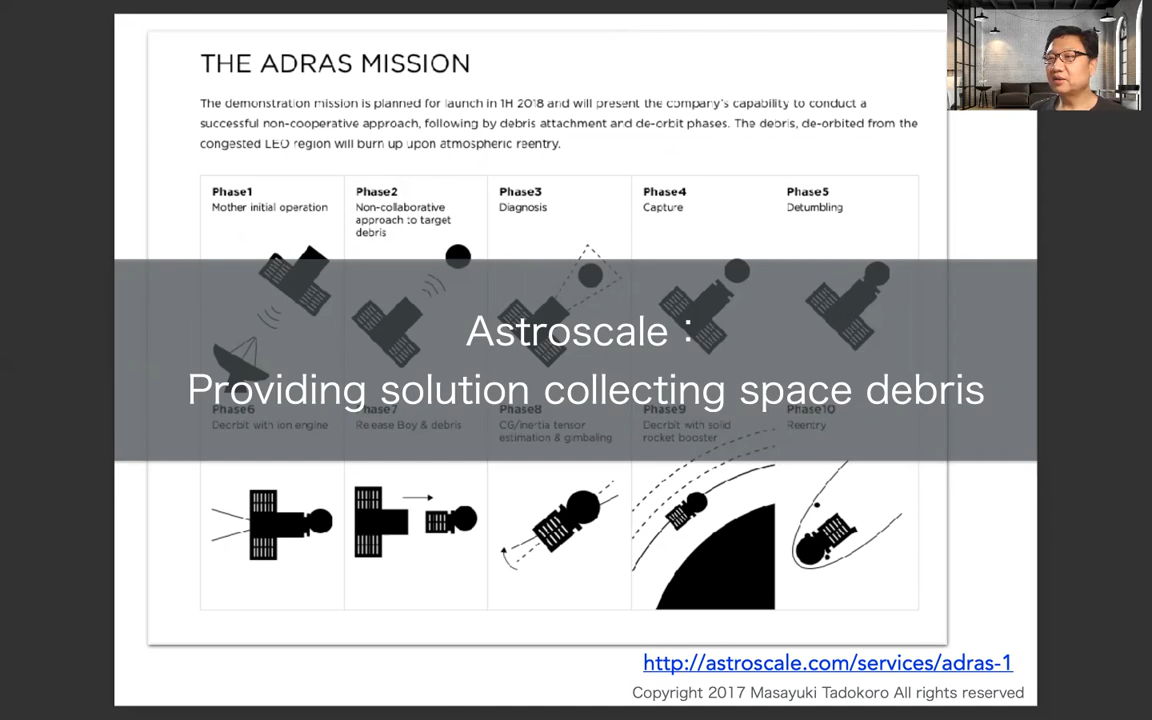 THE ADRAS MISSION
The demonstration mission is planned for launch in 1H 2018 and will present the company's capability to conduct a
successful non-cooperative approach, following by debris attachment and de-orbit phases. The debris, de-orbited from the
congested LEO region will burn up upon atmospheric reentry.
Phase1
Mother initial operation
Phase2
Non-collaborative
approach to target
debris
Phase3
Diagnosis
Phase4
Capture
Phase5
Detumbling
Astroscale：
Providing solution collecting space debris
Phase6
Deorbit with ion engine
Phase7
Release Boy & debris
Phase8
CG/inertia tensor
estimation & gimbaling
Phase9
Deorbit with solid
rocket booster
Phase10
Reentry
http://astroscale.com/services/adras-1
Copyright 2017 Masayuki Tadokoro All rights reserved